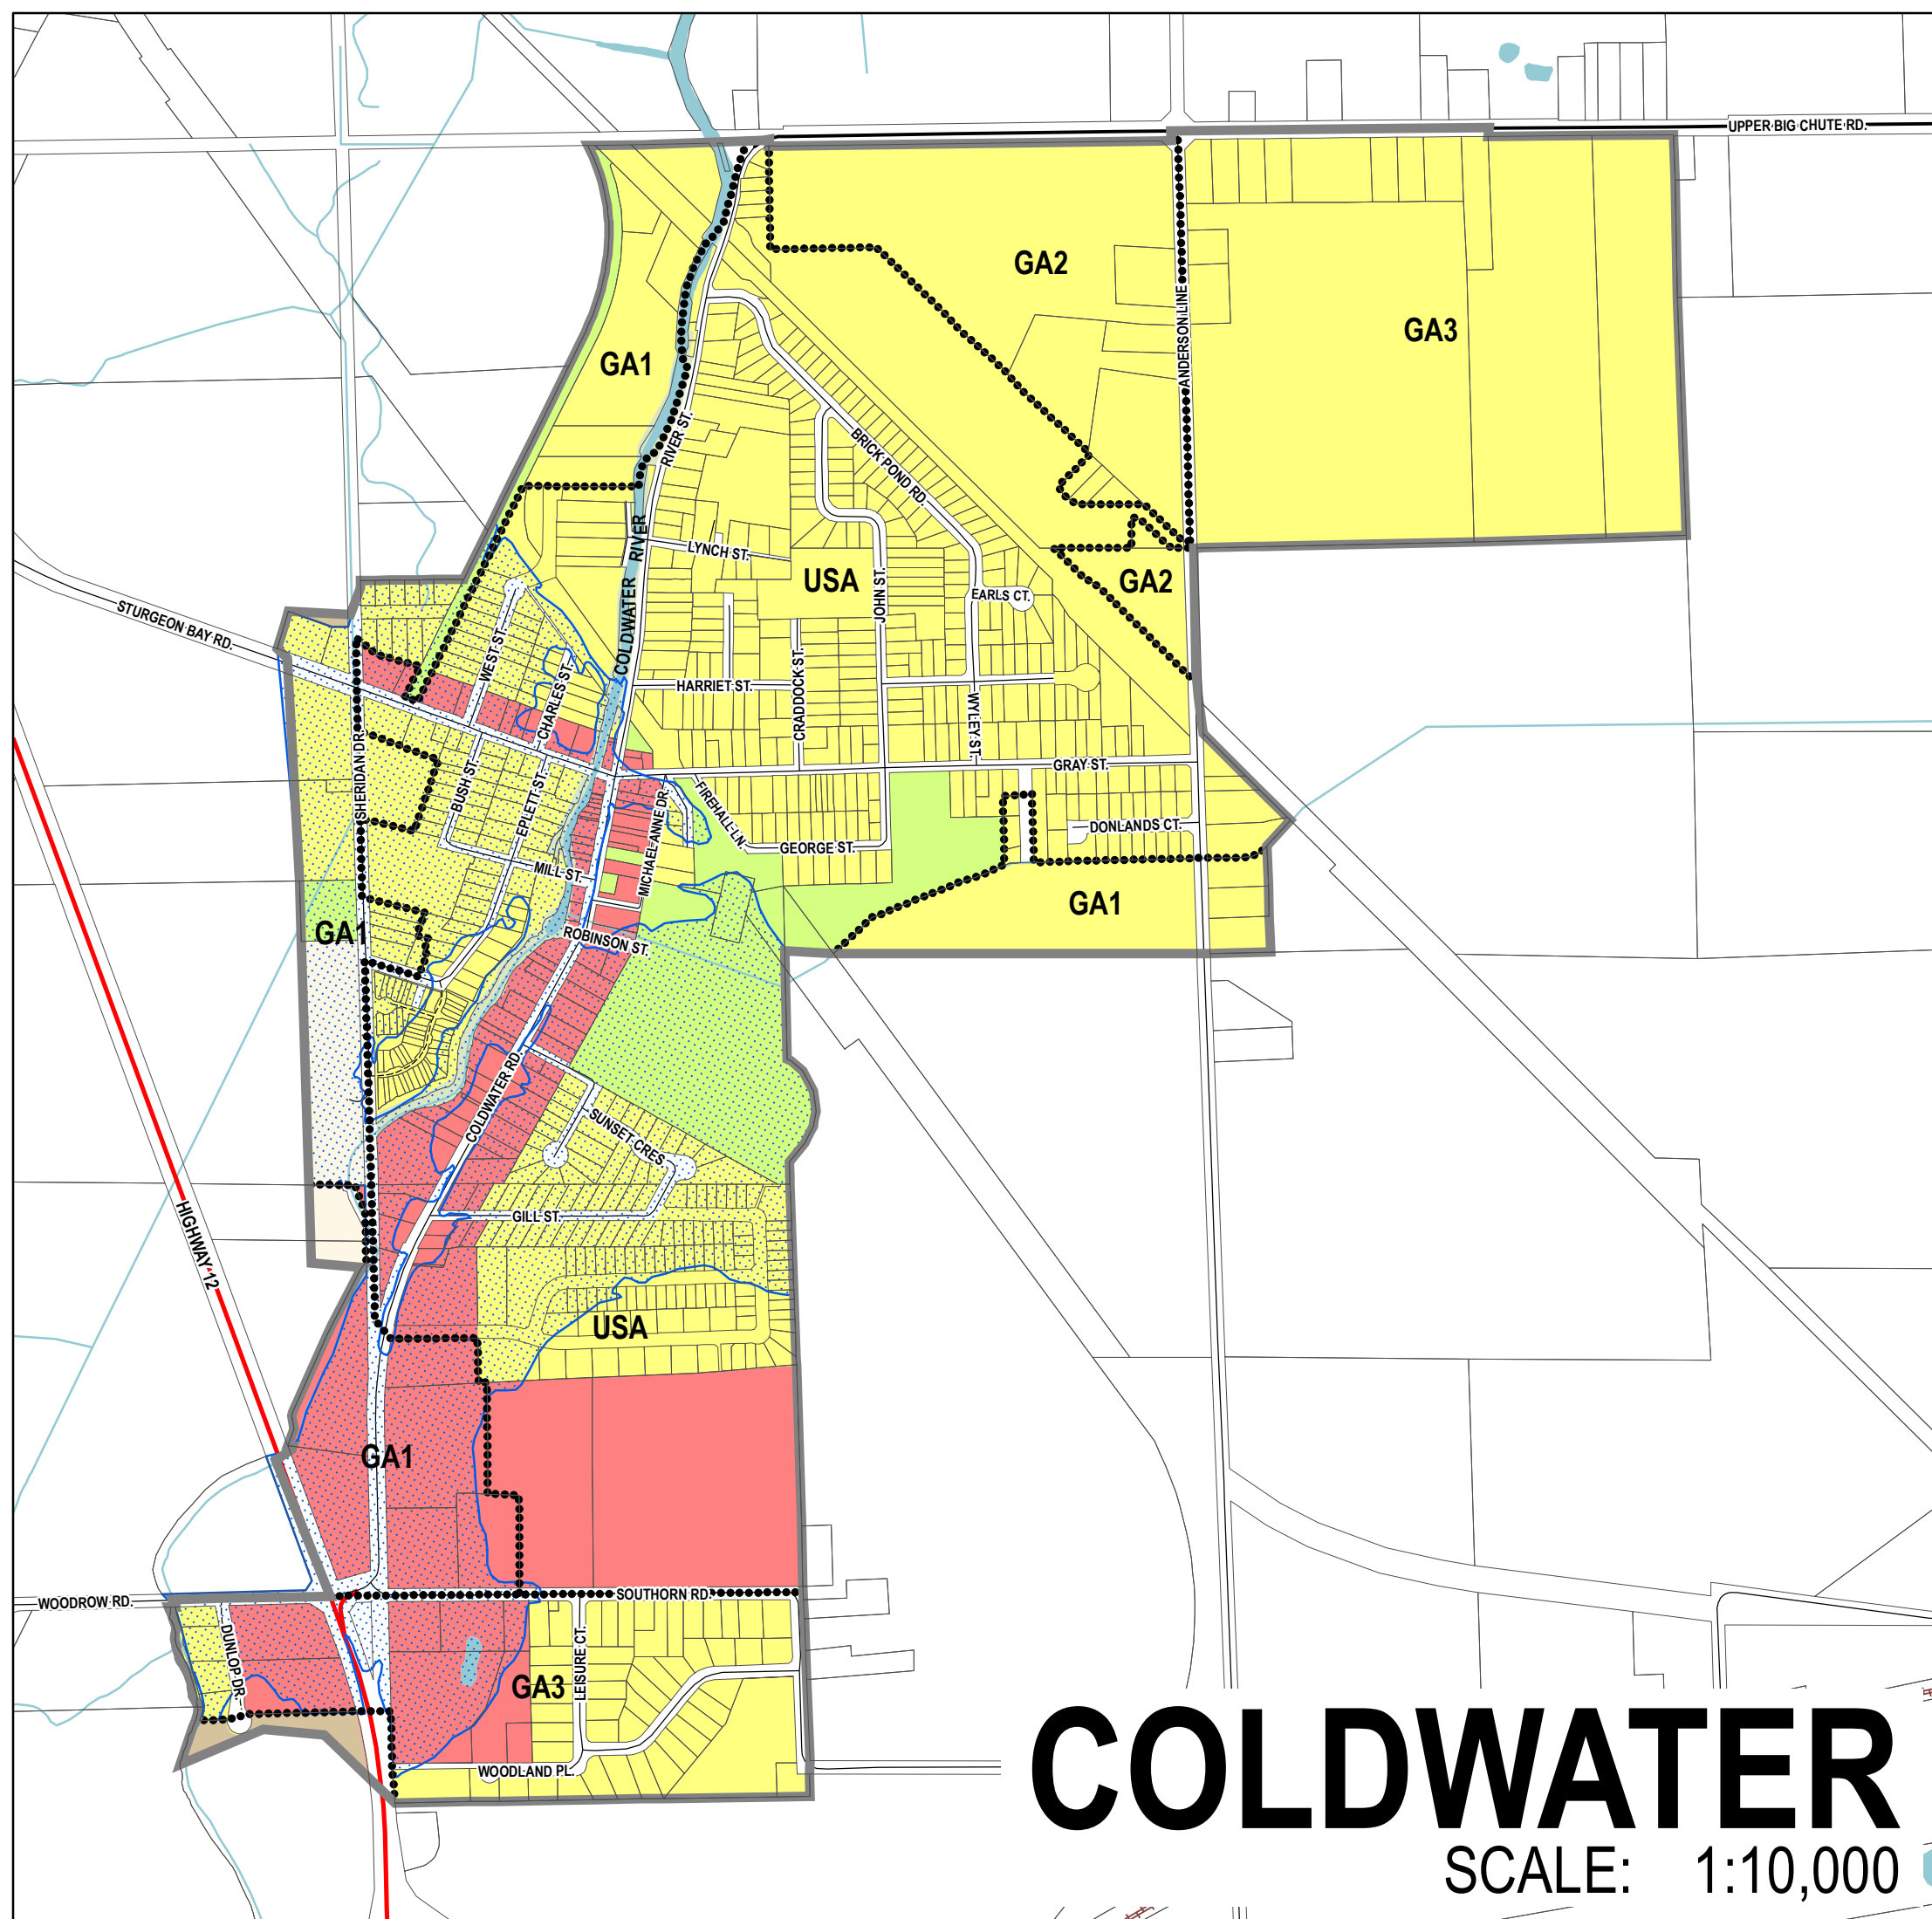 UPPER BIG CHUTE RD.
GA2
ANDERSON LINE
GA3
GA1
RIVER ST.
BRICK POND RD.
COLDWATER RIVER
LYNCH ST.
USA
JOHN ST.
EARLS CT.
GA2
STURGEON BAY RD.
WEST ST.
CHARLES ST.
HARRIET ST.
CRADDOCK ST.
WYLEY ST.
SHERIDAN DR.
BUSH ST.
EPLETT ST.
GRAY ST.
FIREHALL LN.
MICHAEL ANNE DR.
DONLANDS CT.
GEORGE ST.
MILL ST.
GA1
GA1
ROBINSON ST.
COLDWATER RD.
SUNSET CRES.
HIGHWAY 12
GILL ST.
USA
GA1
WOODROW RD.
SOUTHORN RD.
DUNLOP DR.
LEISURE CT.
GA3
WOODLAND PL.
COLDWATER
SCALE: 1:10,000